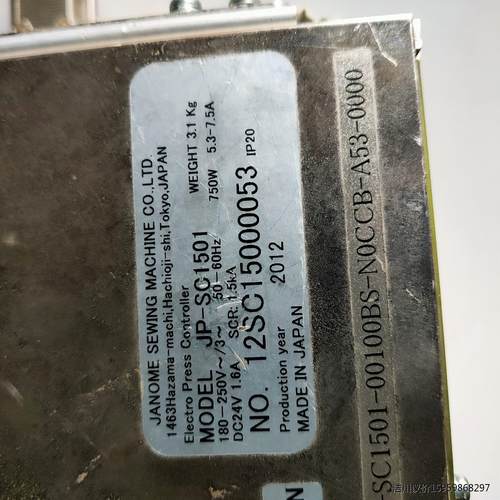 JANOME SEWING MACHINE CO.,LTD.
1463Hazama-machi,Hachioji-shi,Tokyo,JAPAN
Electro Press Controller WEIGHT 3.1 Kg
MODEL JP-SC1501 750W 5.3-7.5A
180-250V~/3~ 50-60Hz
DC24V 1.6A SCR: 1.5kA
NO. 12SC15000053 IP20
Production year 2012
MADE IN JAPAN
SC1501-00100BS-N0CCB-A53-0000
N
15959868297